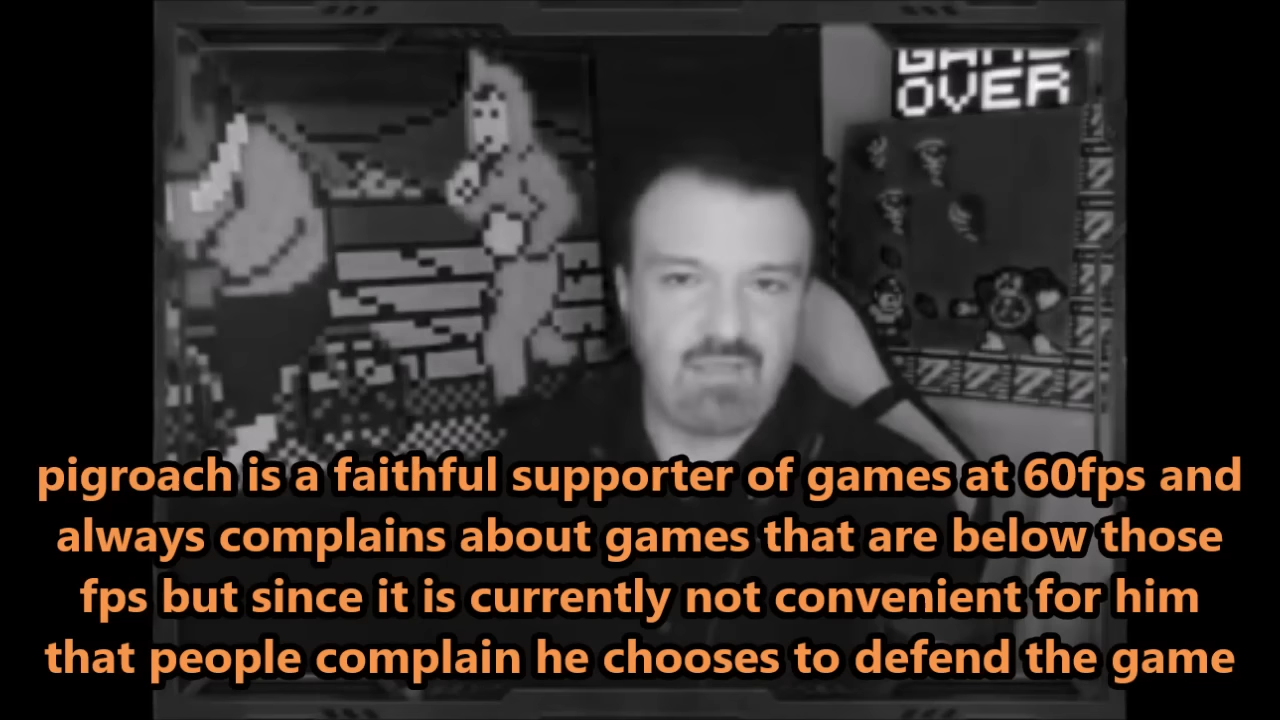 GAME
OVER
pigroach is a faithful supporter of games at 60fps and
always complains about games that are below those
fps but since it is currently not convenient for him
that people complain he chooses to defend the game